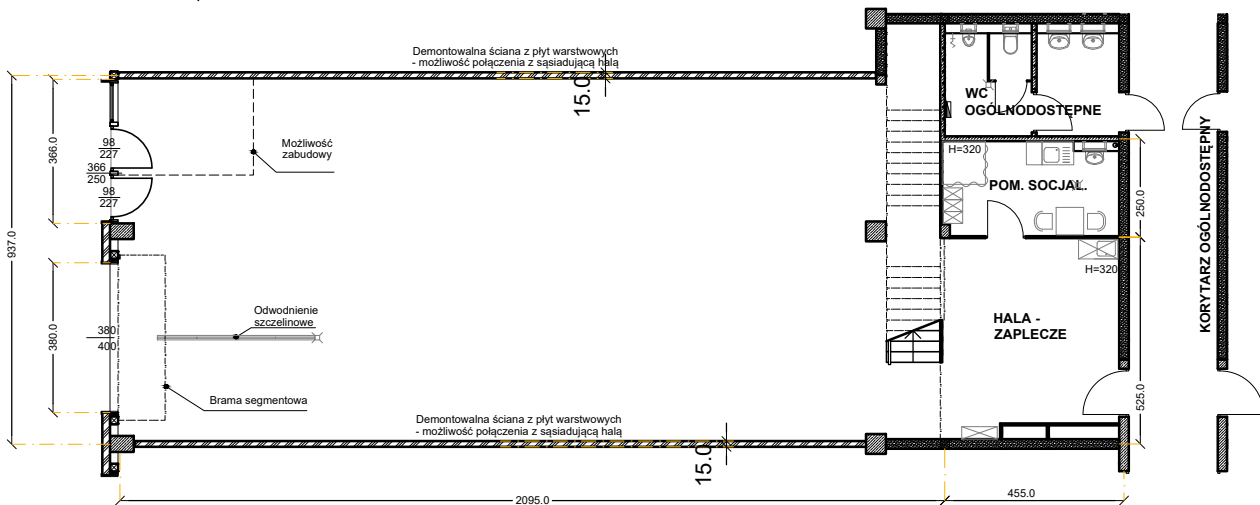 Demontowalna ściana z płyt warstwowych
- możliwość połączenia z sąsiadującą halą
15.0
WC
OGÓLNODOSTĘPNE
98
227
366
250
98
227
366.0
937.0
Możliwość
zabudowy
H=320
POM. SOCJAL.
250.0
KORYTARZ OGÓLNODOSTĘPNY
H=320
Odwodnienie
szczelinowe
380
400
380.0
HALA -
ZAPLECZE
Brama segmentowa
525.0
Demontowalna ściana z płyt warstwowych
- możliwość połączenia z sąsiadującą halą
15.0
2095.0
455.0